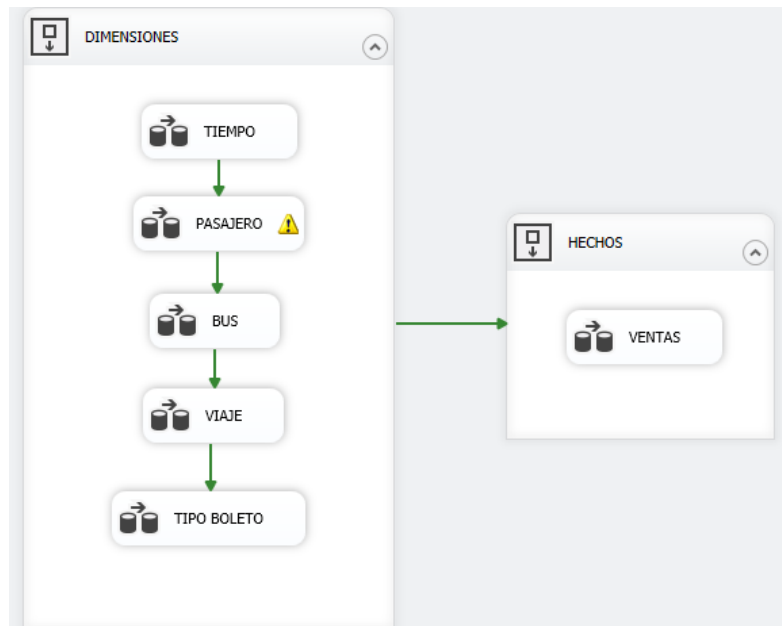 DIMENSIONES
TIEMPO
PASAJERO
BUS
VIAJE
TIPO BOLETO
HECHOS
VENTAS